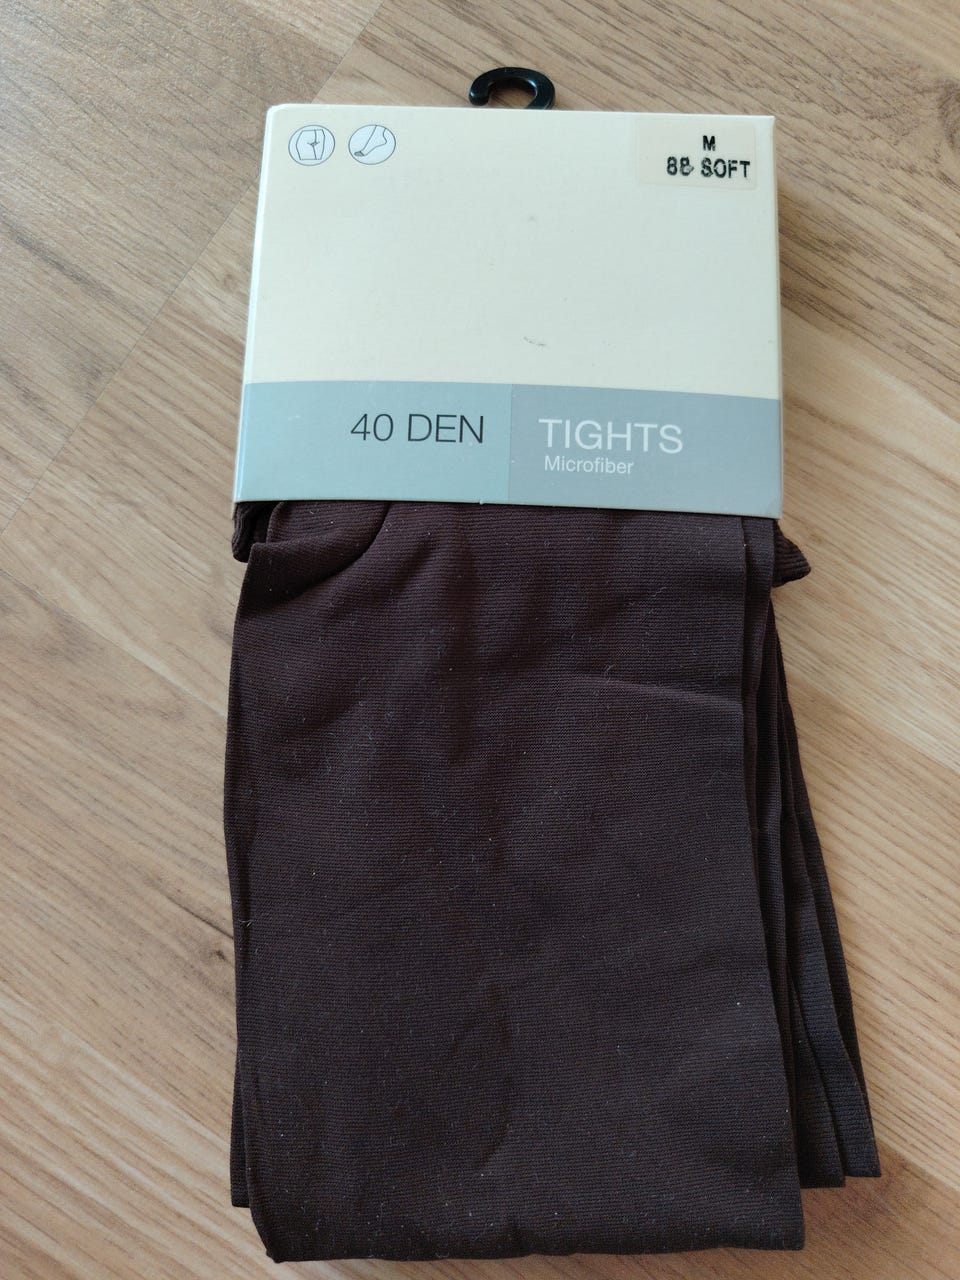 M
88 SOFT
40 DEN
TIGHTS
Microfiber